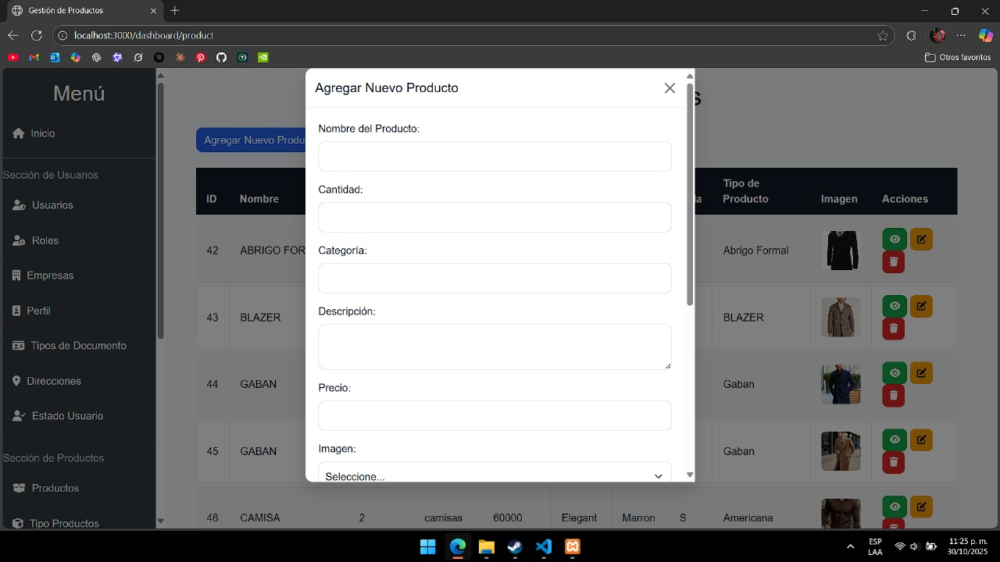 Gestión de Productos
localhost:3000/dashboard/product
Otros favoritos
Menú
Inicio
Sección de Usuarios
Usuarios
Roles
Empresas
Perfil
Tipos de Documento
Direcciones
Estado Usuario
Sección de Productos
Productos
Tipo Productos
Agregar Nuevo Produ
s
Agregar Nuevo Producto
Nombre del Producto:
Cantidad:
Categoría:
Descripción:
Precio:
Imagen:
Seleccione...
ID Nombre la Tipo de Producto Imagen Acciones
42 ABRIGO FOR Abrigo Formal
43 BLAZER BLAZER
44 GABAN Gaban
45 GABAN Gaban
46 CAMISA 2 camisas 60000 Elegant Marron S Americana
ESP
LAA
11:25 p. m.
30/10/2025